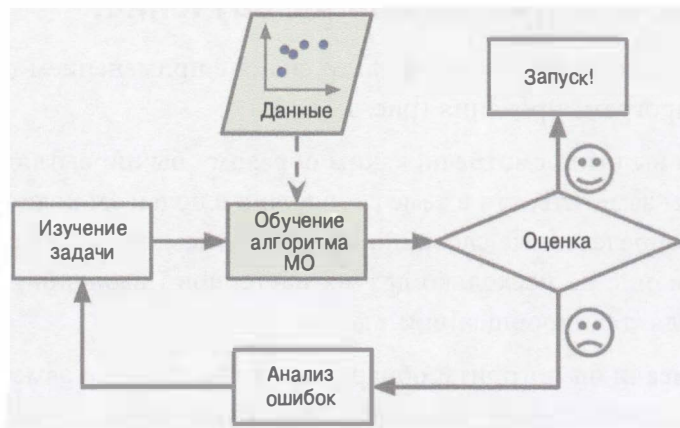 Данные
Запуск!
Изучение
задачи
Обучение
алгоритма
МО
Оценка
Анализ
ошибок